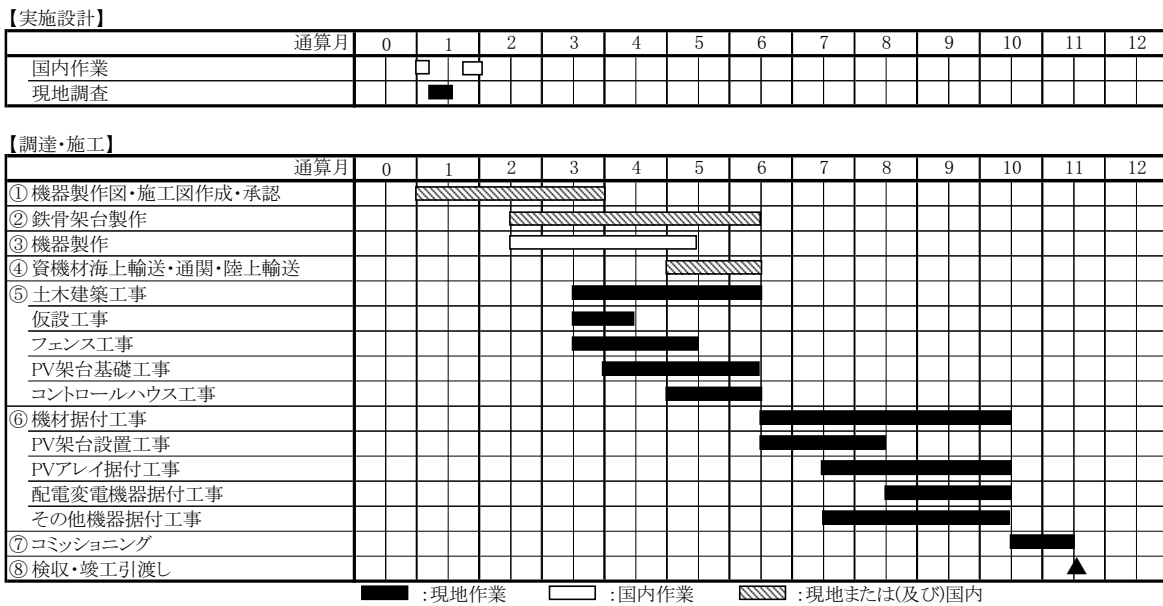 【実施設計】
通算月 0 1 2 3 4 5 6 7 8 9 10 11 12
国内作業
現地調査
【調達・施工】
通算月 0 1 2 3 4 5 6 7 8 9 10 11 12
①機器製作図・施工図作成・承認
②鉄骨架台製作
③機器製作
④資機材海上輸送・通関・陸上輸送
⑤土木建築工事
仮設工事
フェンス工事
PV架台基礎工事
コントロールハウス工事
⑥機材据付工事
PV架台設置工事
PVアレイ据付工事
配電変電機器据付工事
その他機器据付工事
⑦コミッショニング
⑧検収・竣工引渡し
:現地作業 :国内作業 :現地または(及び)国内